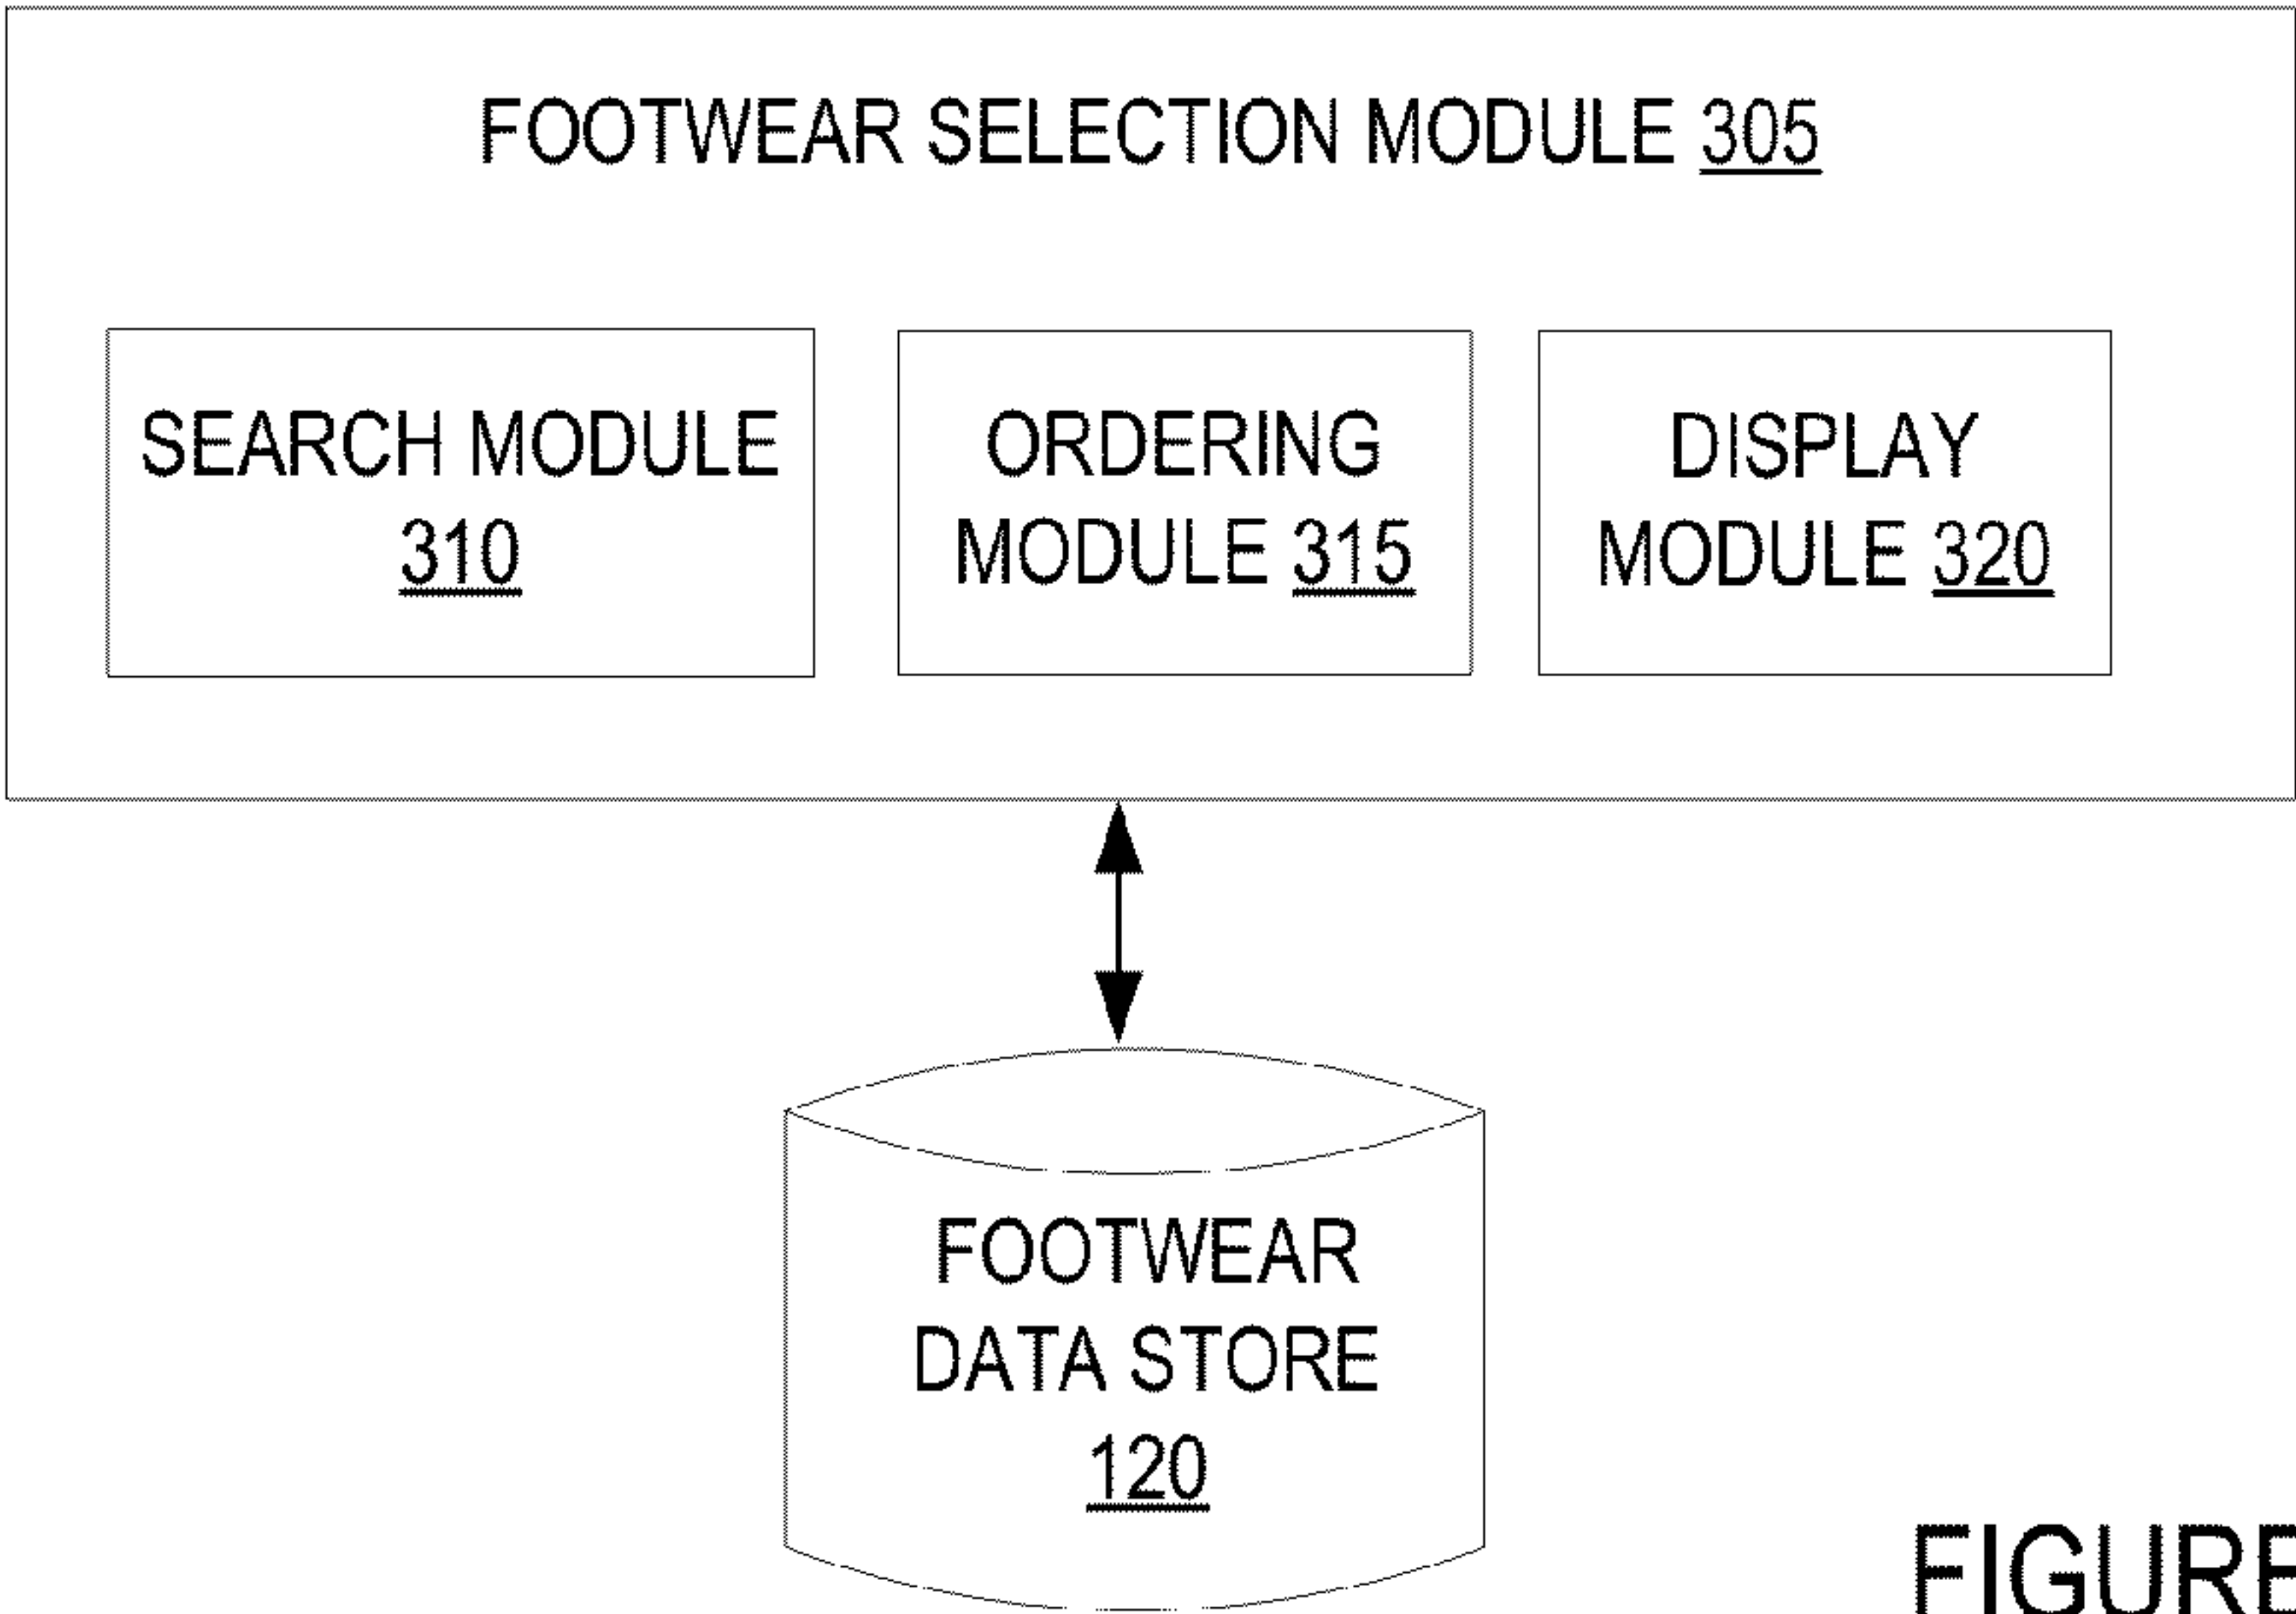 FOOTWEAR SELECTION MODULE 305
SEARCH MODULE
310
ORDERING
MODULE 315
DISPLAY
MODULE 320
FOOTWEAR
DATA STORE
120
FIGURE